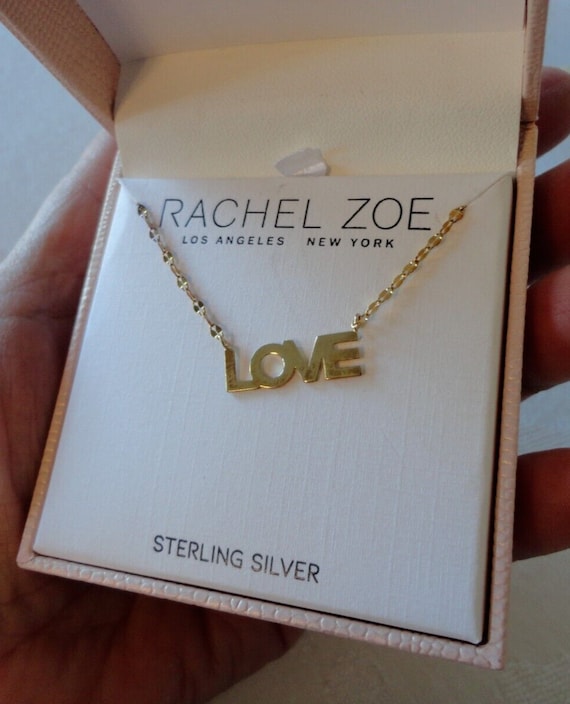 RACHEL ZOE
LOS ANGELES NEW YORK
LOVE
STERLING SILVER